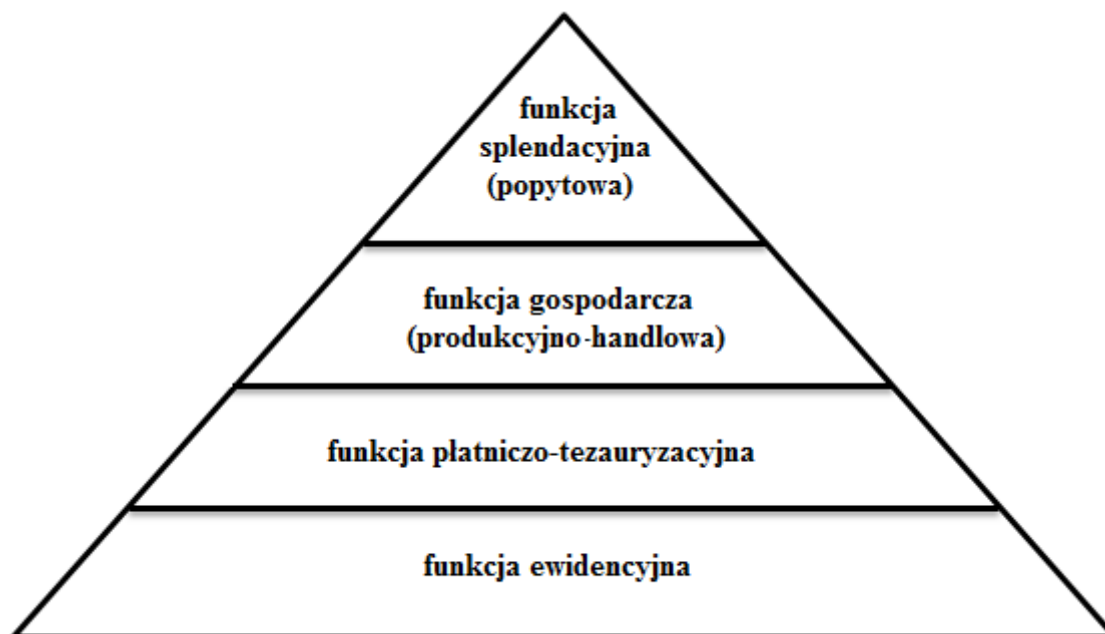 funkcja
splendacyjna
(popytowa)
funkcja gospodarcza
(produkcyjno-handlowa)
funkcja płatniczo-tezauryzacyjna
funkcja ewidencyjna